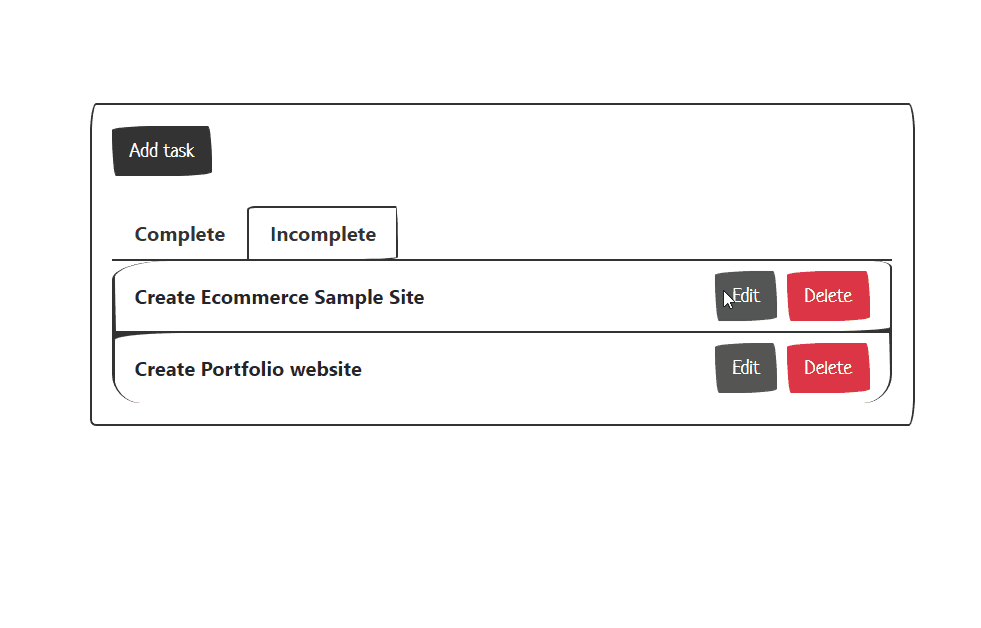 Add task
Complete Incomplete
Create Ecommerce Sample Site Edit Delete
Create Portfolio website Edit Delete